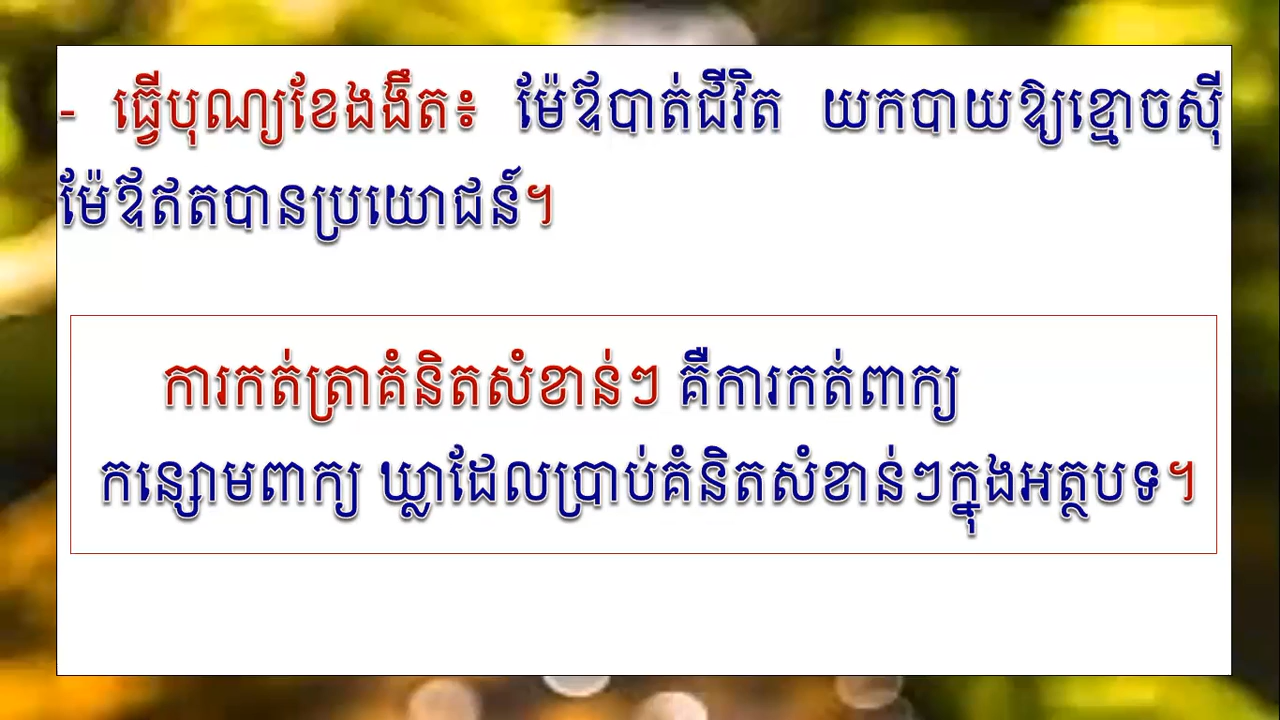 - ធ្វើបុណ្យខែងងឹត៖ ម៉ែឪបាត់ជីវិត យកបាយឱ្យខ្មោចស៊ី
ម៉ែឪឥតបានប្រយោជន៍។
ការកត់ត្រាគំនិតសំខាន់ៗ គឺការកត់ពាក្យ
កន្សោមពាក្យ ឃ្លាដែលប្រាប់គំនិតសំខាន់ៗក្នុងអត្ថបទ។